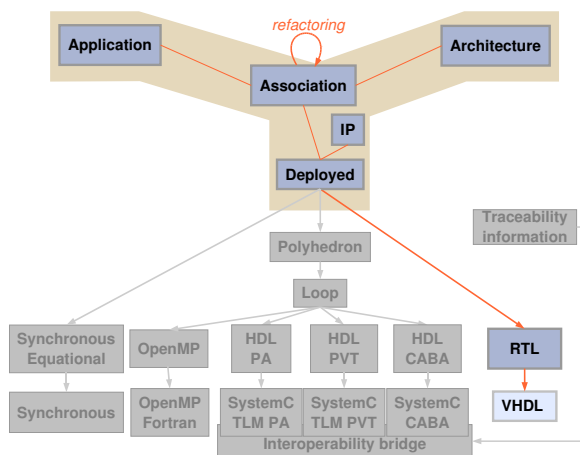 refactoring
Application
Architecture
Association
IP
Deployed
Traceability
information
Polyhedron
Loop
Synchronous
Equational
OpenMP
HDL
PA
HDL
PVT
HDL
CABA
RTL
Synchronous
OpenMP
Fortran
SystemC
TLM PA
SystemC
TLM PVT
SystemC
CABA
VHDL
Interoperability bridge